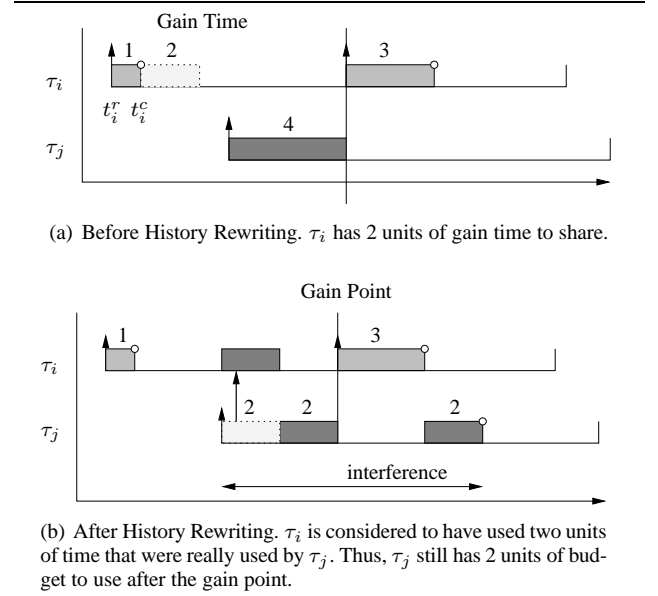 Gain Time
1 2 3
τi
t_i^r t_i^c
4
τj
(a) Before History Rewriting. τi has 2 units of gain time to share.
Gain Point
1 3
τi
2 2 2
τj
interference
(b) After History Rewriting. τi is considered to have used two units
of time that were really used by τj. Thus, τj still has 2 units of bud-
get to use after the gain point.